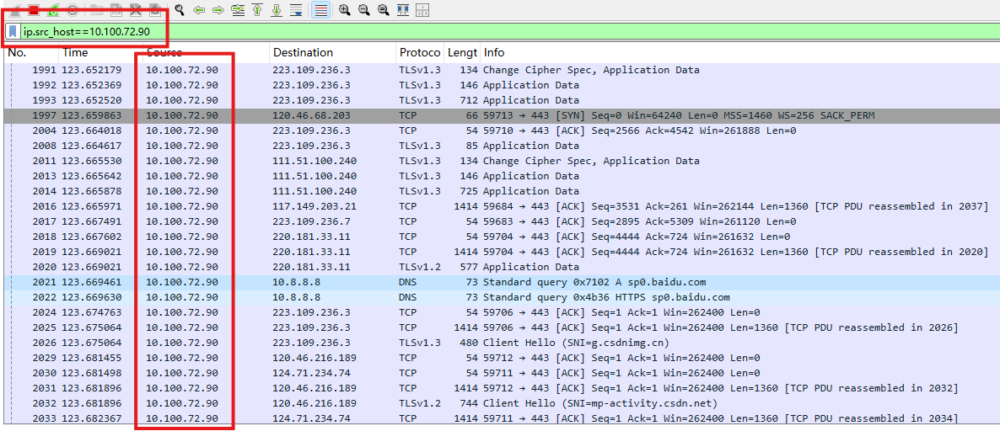 ip.src_host==10.100.72.90
No. Time Source Destination Protoco Lengt Info
1991 123.652179 10.100.72.90 223.109.236.3 TLSv1.3 134 Change Cipher Spec, Application Data
1992 123.652369 10.100.72.90 223.109.236.3 TLSv1.3 146 Application Data
1993 123.652520 10.100.72.90 223.109.236.3 TLSv1.3 712 Application Data
1997 123.659863 10.100.72.90 120.46.68.203 TCP 66 59713 → 443 [SYN] Seq=0 Win=64240 Len=0 MSS=1460 WS=256 SACK_PERM
2004 123.664018 10.100.72.90 223.109.236.3 TCP 54 59710 → 443 [ACK] Seq=2566 Ack=4542 Win=261888 Len=0
2008 123.664617 10.100.72.90 223.109.236.3 TLSv1.3 85 Application Data
2011 123.665530 10.100.72.90 111.51.100.240 TLSv1.3 134 Change Cipher Spec, Application Data
2013 123.665642 10.100.72.90 111.51.100.240 TLSv1.3 146 Application Data
2014 123.665878 10.100.72.90 111.51.100.240 TLSv1.3 725 Application Data
2016 123.665971 10.100.72.90 117.149.203.21 TCP 1414 59684 → 443 [ACK] Seq=3531 Ack=261 Win=262144 Len=1360 [TCP PDU reassembled in 2037]
2017 123.667491 10.100.72.90 223.109.236.7 TCP 54 59683 → 443 [ACK] Seq=2895 Ack=5309 Win=261120 Len=0
2018 123.667602 10.100.72.90 220.181.33.11 TCP 54 59704 → 443 [ACK] Seq=4444 Ack=724 Win=261632 Len=0
2019 123.669021 10.100.72.90 220.181.33.11 TCP 1414 59704 → 443 [ACK] Seq=4444 Ack=724 Win=261632 Len=1360 [TCP PDU reassembled in 2020]
2020 123.669021 10.100.72.90 220.181.33.11 TLSv1.2 577 Application Data
2021 123.669461 10.100.72.90 10.8.8.8 DNS 73 Standard query 0x7102 A sp0.baidu.com
2022 123.669630 10.100.72.90 10.8.8.8 DNS 73 Standard query 0x4b36 HTTPS sp0.baidu.com
2024 123.674763 10.100.72.90 223.109.236.3 TCP 54 59706 → 443 [ACK] Seq=1 Ack=1 Win=262400 Len=0
2025 123.675064 10.100.72.90 223.109.236.3 TCP 1414 59706 → 443 [ACK] Seq=1 Ack=1 Win=262400 Len=1360 [TCP PDU reassembled in 2026]
2026 123.675064 10.100.72.90 223.109.236.3 TLSv1.3 480 Client Hello (SNI=g.csdnimg.cn)
2029 123.681455 10.100.72.90 120.46.216.189 TCP 54 59712 → 443 [ACK] Seq=1 Ack=1 Win=262400 Len=0
2030 123.681498 10.100.72.90 124.71.234.74 TCP 54 59711 → 443 [ACK] Seq=1 Ack=1 Win=262400 Len=0
2031 123.681896 10.100.72.90 120.46.216.189 TCP 1414 59712 → 443 [ACK] Seq=1 Ack=1 Win=262400 Len=1360 [TCP PDU reassembled in 2032]
2032 123.681896 10.100.72.90 120.46.216.189 TLSv1.2 744 Client Hello (SNI=mp-activity.csdn.net)
2033 123.682367 10.100.72.90 124.71.234.74 TCP 1414 59711 → 443 [ACK] Seq=1 Ack=1 Win=262400 Len=1360 [TCP PDU reassembled in 2034]